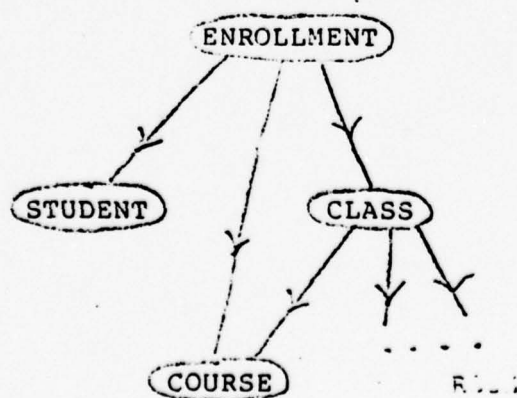 ENROLLMENT
STUDENT
CLASS
. . . .
COURSE